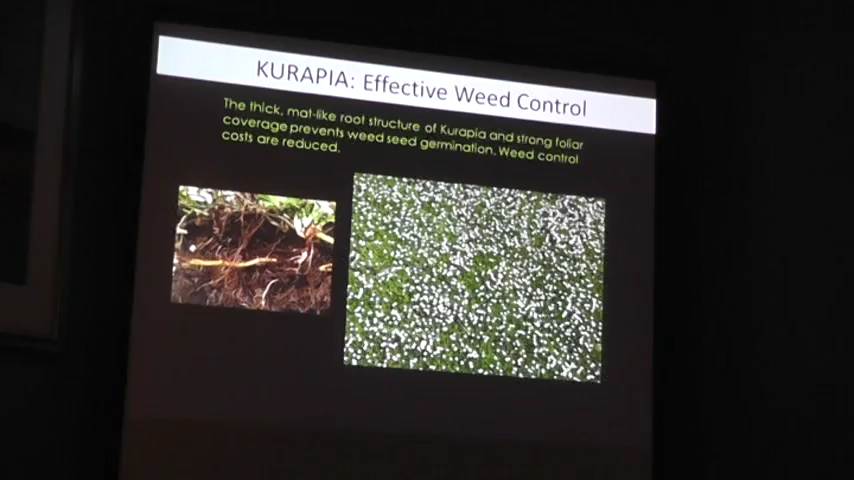 KURAPIA: Effective Weed Control
The thick, mat-like root structure of Kurapia and strong foliar
coverage prevents weed seed germination. Weed control
costs are reduced.